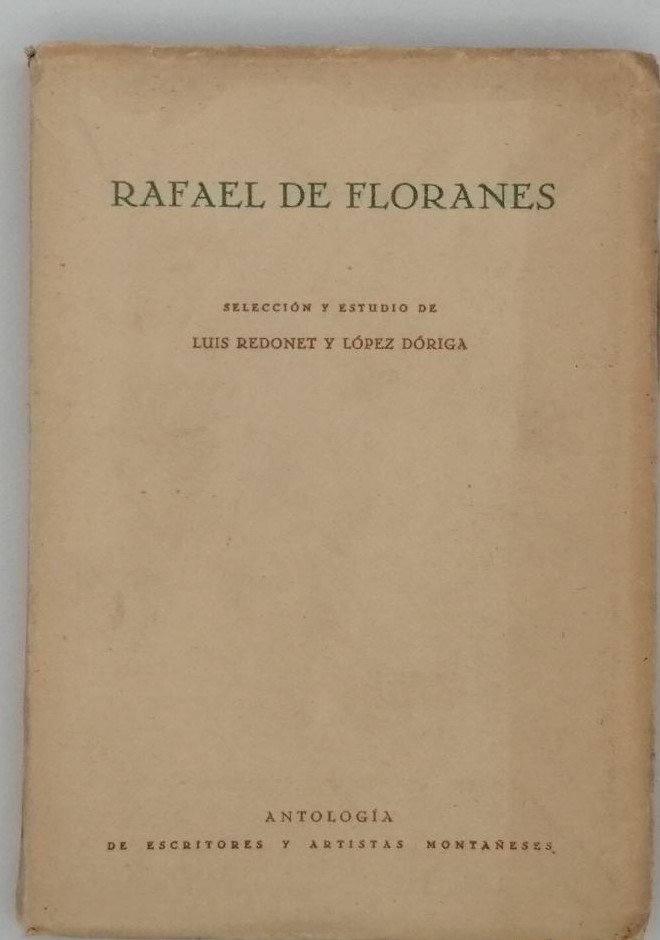 RAFAEL DE FLORANES
SELECCIÓN Y ESTUDIO DE
LUIS REDONET Y LÓPEZ DÓRIGA
ANTOLOGÍA
DE ESCRITORES Y ARTISTAS MONTAÑESES